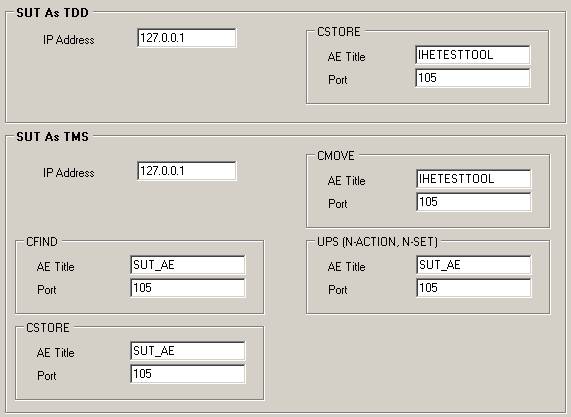 SUT As TDD
IP Address 127.0.0.1
CSTORE
AE Title IHETESTTOOL
Port 105
SUT As TMS
IP Address 127.0.0.1
CMOVE
AE Title IHETESTTOOL
Port 105
CFIND
AE Title SUT_AE
Port 105
UPS (N-ACTION, N-SET)
AE Title SUT_AE
Port 105
CSTORE
AE Title SUT_AE
Port 105